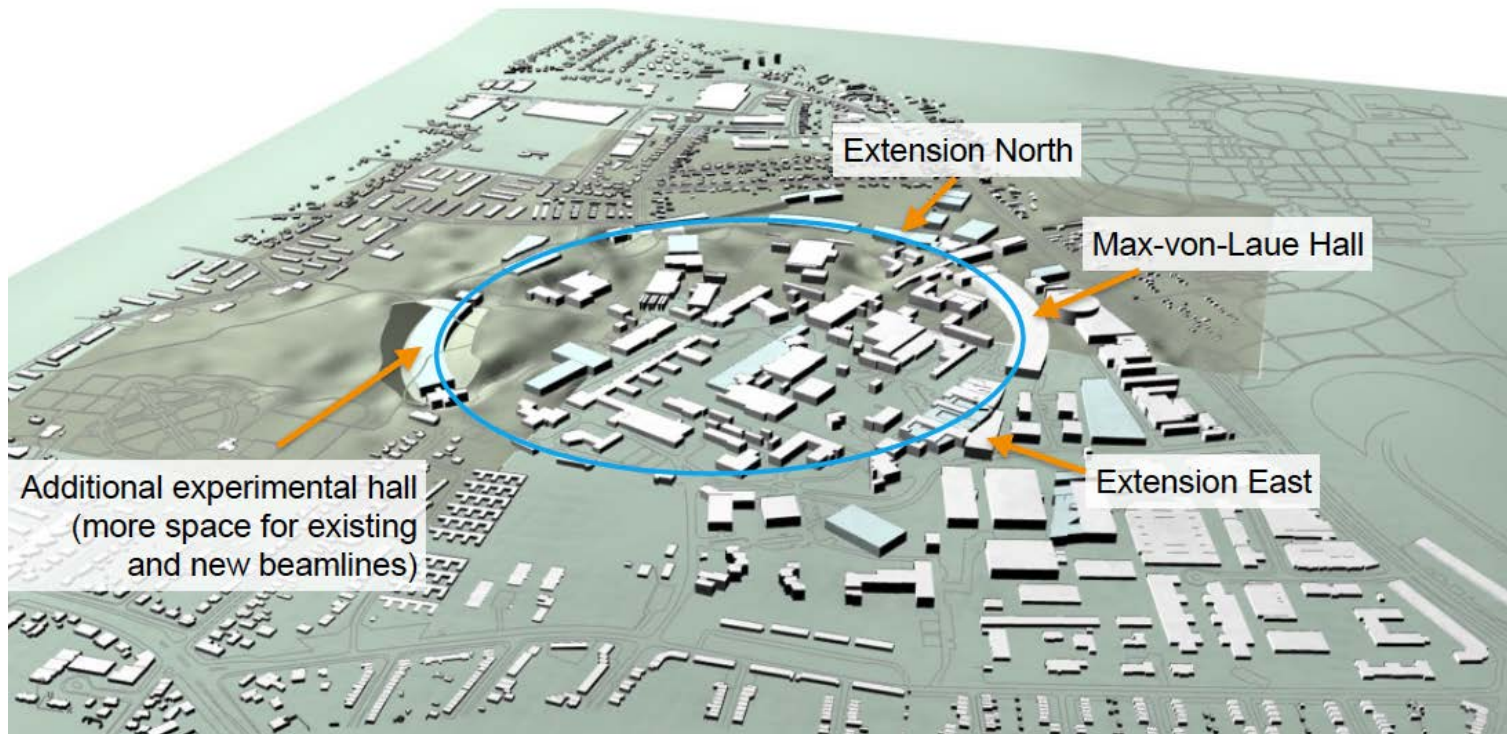 Extension North
Max-von-Laue Hall
Extension East
Additional experimental hall
(more space for existing
and new beamlines)